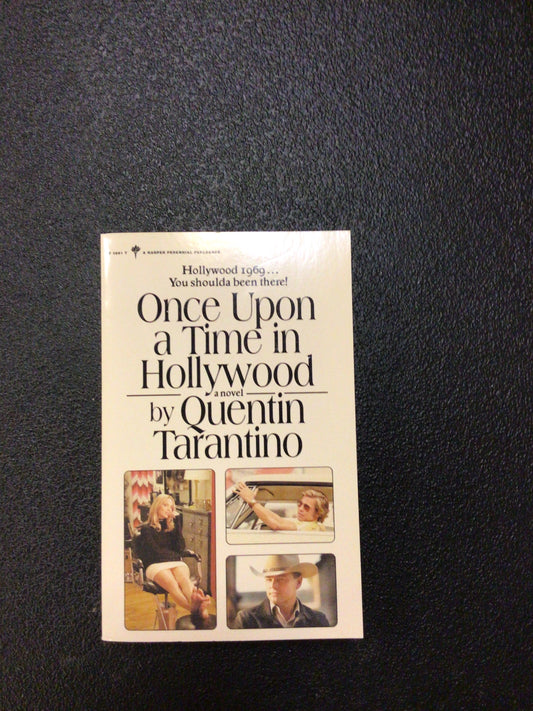 A HARPER PERENNIAL PAPERBACK
Hollywood 1969...
You shoulda been there!
Once Upon
a Time in
Hollywood
a novel
by Quentin
Tarantino